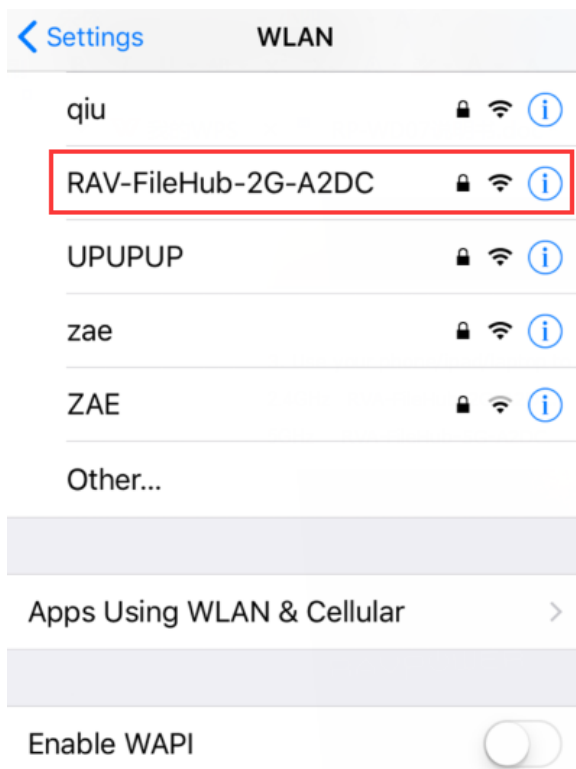 Settings WLAN
qiu
RAV-FileHub-2G-A2DC
UPUPUP
zae
ZAE
Other...
Apps Using WLAN & Cellular
Enable WAPI